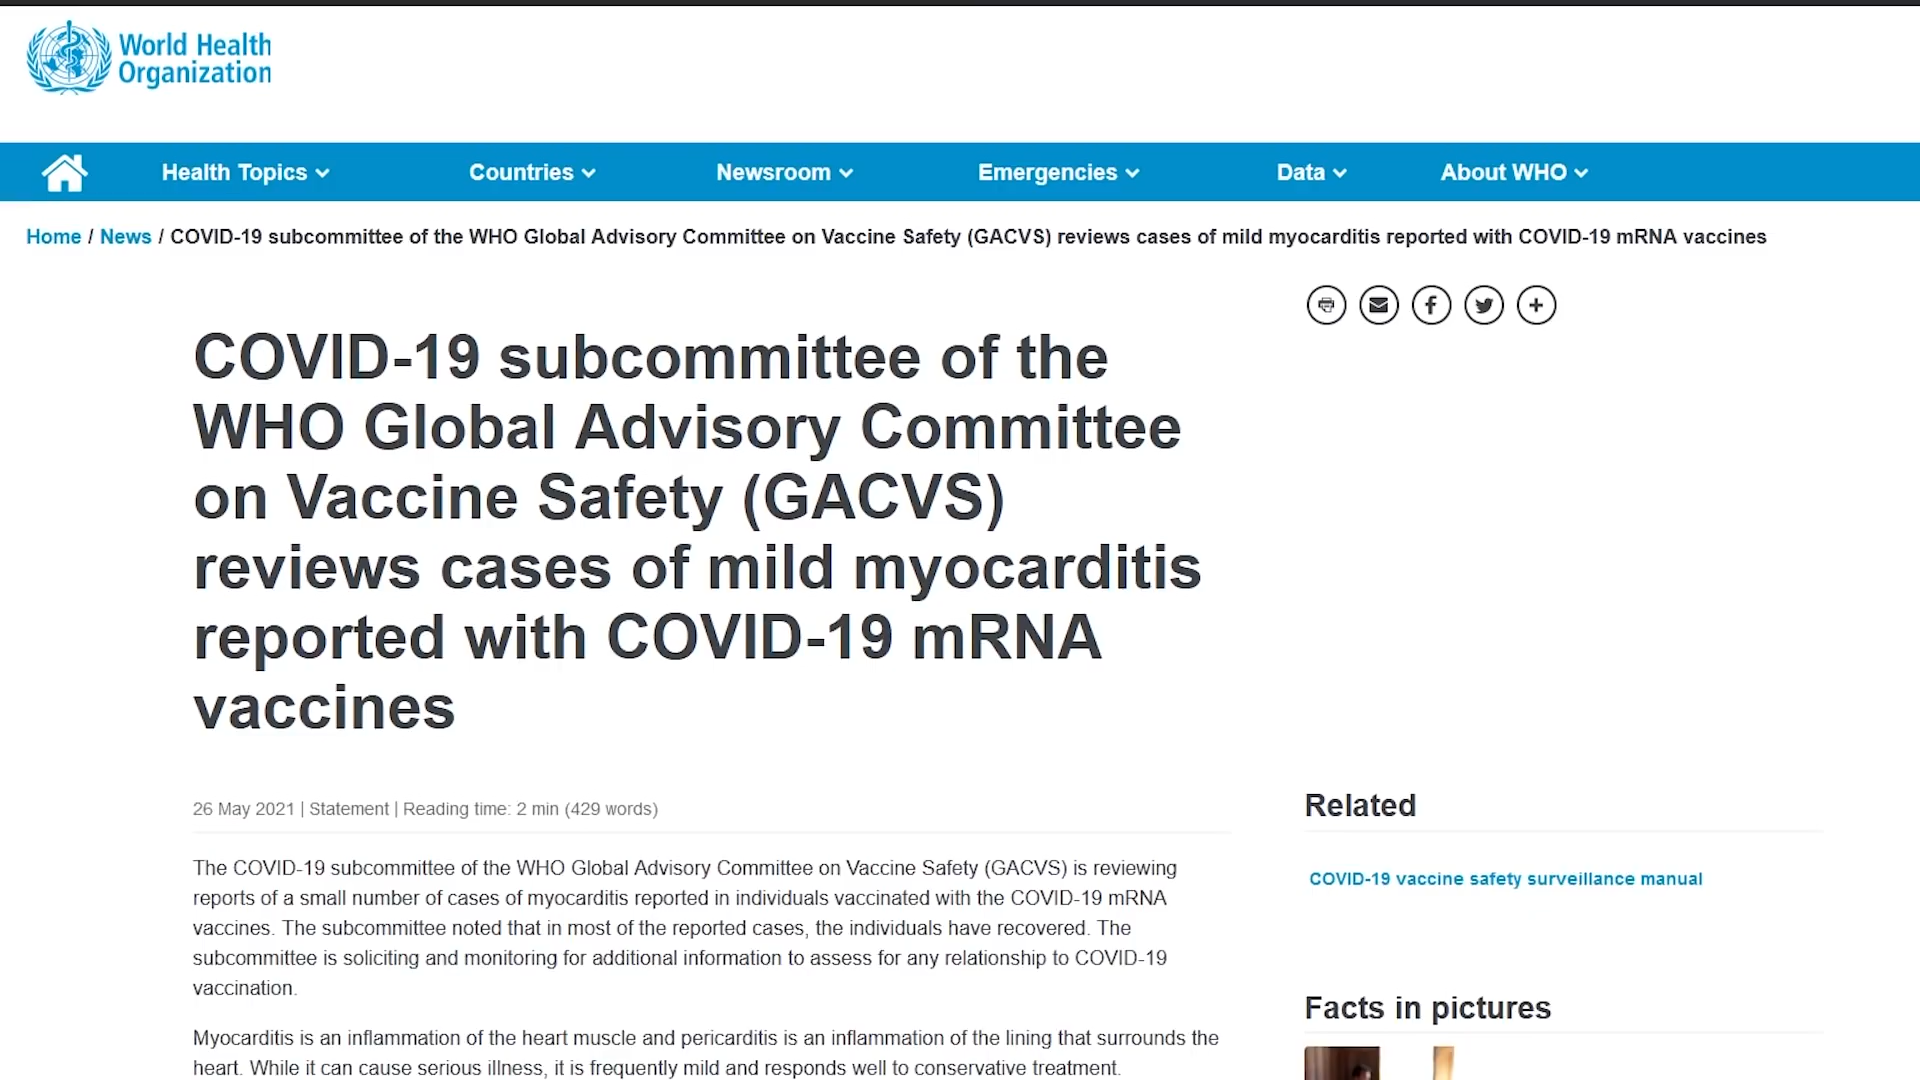 World Health
Organization
Health Topics
Countries
Newsroom
Emergencies
Data
About WHO
Home / News / COVID-19 subcommittee of the WHO Global Advisory Committee on Vaccine Safety (GACVS) reviews cases of mild myocarditis reported with COVID-19 mRNA vaccines
COVID-19 subcommittee of the
WHO Global Advisory Committee
on Vaccine Safety (GACVS)
reviews cases of mild myocarditis
reported with COVID-19 mRNA
vaccines
26 May 2021 | Statement | Reading time: 2 min (429 words)
The COVID-19 subcommittee of the WHO Global Advisory Committee on Vaccine Safety (GACVS) is reviewing
reports of a small number of cases of myocarditis reported in individuals vaccinated with the COVID-19 mRNA
vaccines. The subcommittee noted that in most of the reported cases, the individuals have recovered. The
subcommittee is soliciting and monitoring for additional information to assess for any relationship to COVID-19
vaccination.
Myocarditis is an inflammation of the heart muscle and pericarditis is an inflammation of the lining that surrounds the
heart. While it can cause serious illness, it is frequently mild and responds well to conservative treatment.
Related
COVID-19 vaccine safety surveillance manual
Facts in pictures